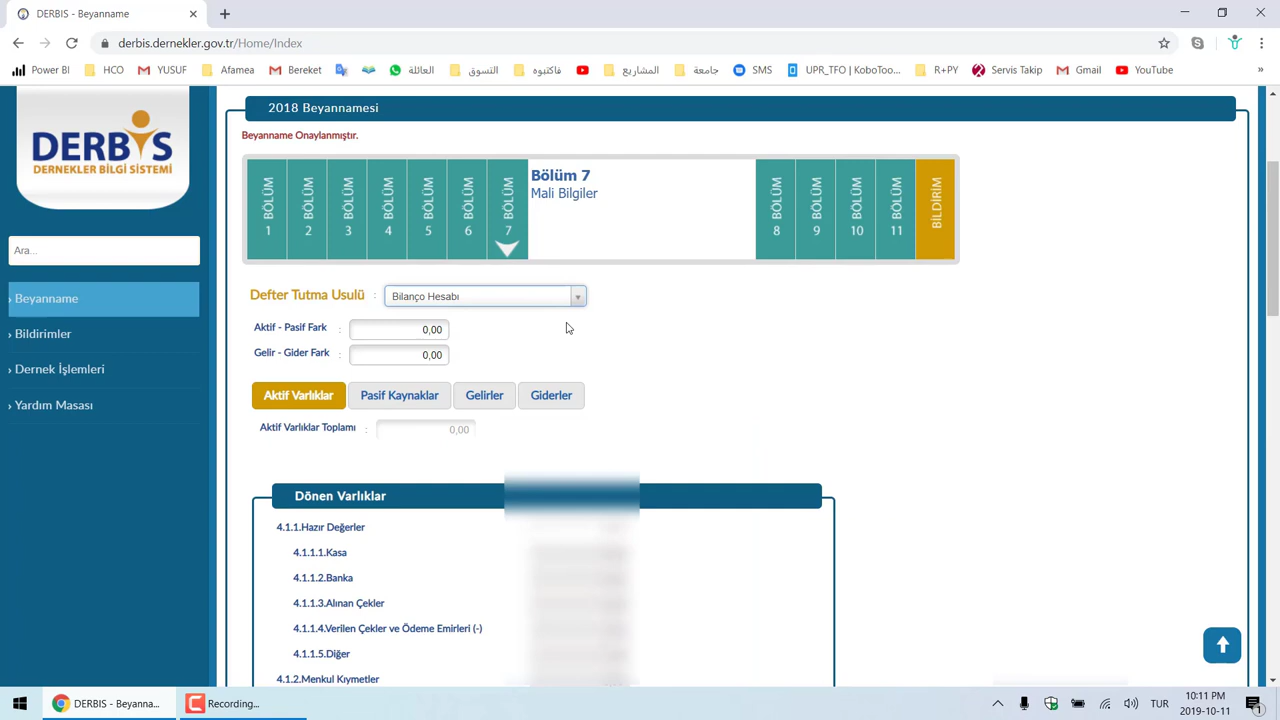 DERBIS - Beyanname
derbis.dernekler.gov.tr/Home/Index
Power BI
HCO
YUSUF
Afamea
Bereket
العائلة
التسوق
فاكتيوه
المشاريع
جامعة
SMS
UPR_TFO | KoboToo...
R+PY
Servis Takip
Gmail
YouTube
»
DERBİS
DERNEKLER BİLGİ SİSTEMİ
Ara...
› Beyanname
› Bildirimler
› Dernek İşlemleri
› Yardım Masası
2018 Beyannamesi
Beyanname Onaylanmıştır.
BÖLÜM 1
BÖLÜM 2
BÖLÜM 3
BÖLÜM 4
BÖLÜM 5
BÖLÜM 6
BÖLÜM 7
Bölüm 7
Mali Bilgiler
BÖLÜM 8
BÖLÜM 9
BÖLÜM 10
BÖLÜM 11
BİLDİRİM
Defter Tutma Usulü : Bilanço Hesabı
Aktif - Pasif Fark : 0,00
Gelir - Gider Fark : 0,00
Aktif Varlıklar
Pasif Kaynaklar
Gelirler
Giderler
Aktif Varlıklar Toplamı : 0,00
Dönen Varlıklar
4.1.1.Hazır Değerler
4.1.1.1.Kasa
4.1.1.2.Banka
4.1.1.3.Alınan Çekler
4.1.1.4.Verilen Çekler ve Ödeme Emirleri (-)
4.1.1.5.Diğer
4.1.2.Menkul Kıymetler
DERBIS - Beyanna...
Recording...
TUR
10:11 PM
2019-10-11
1